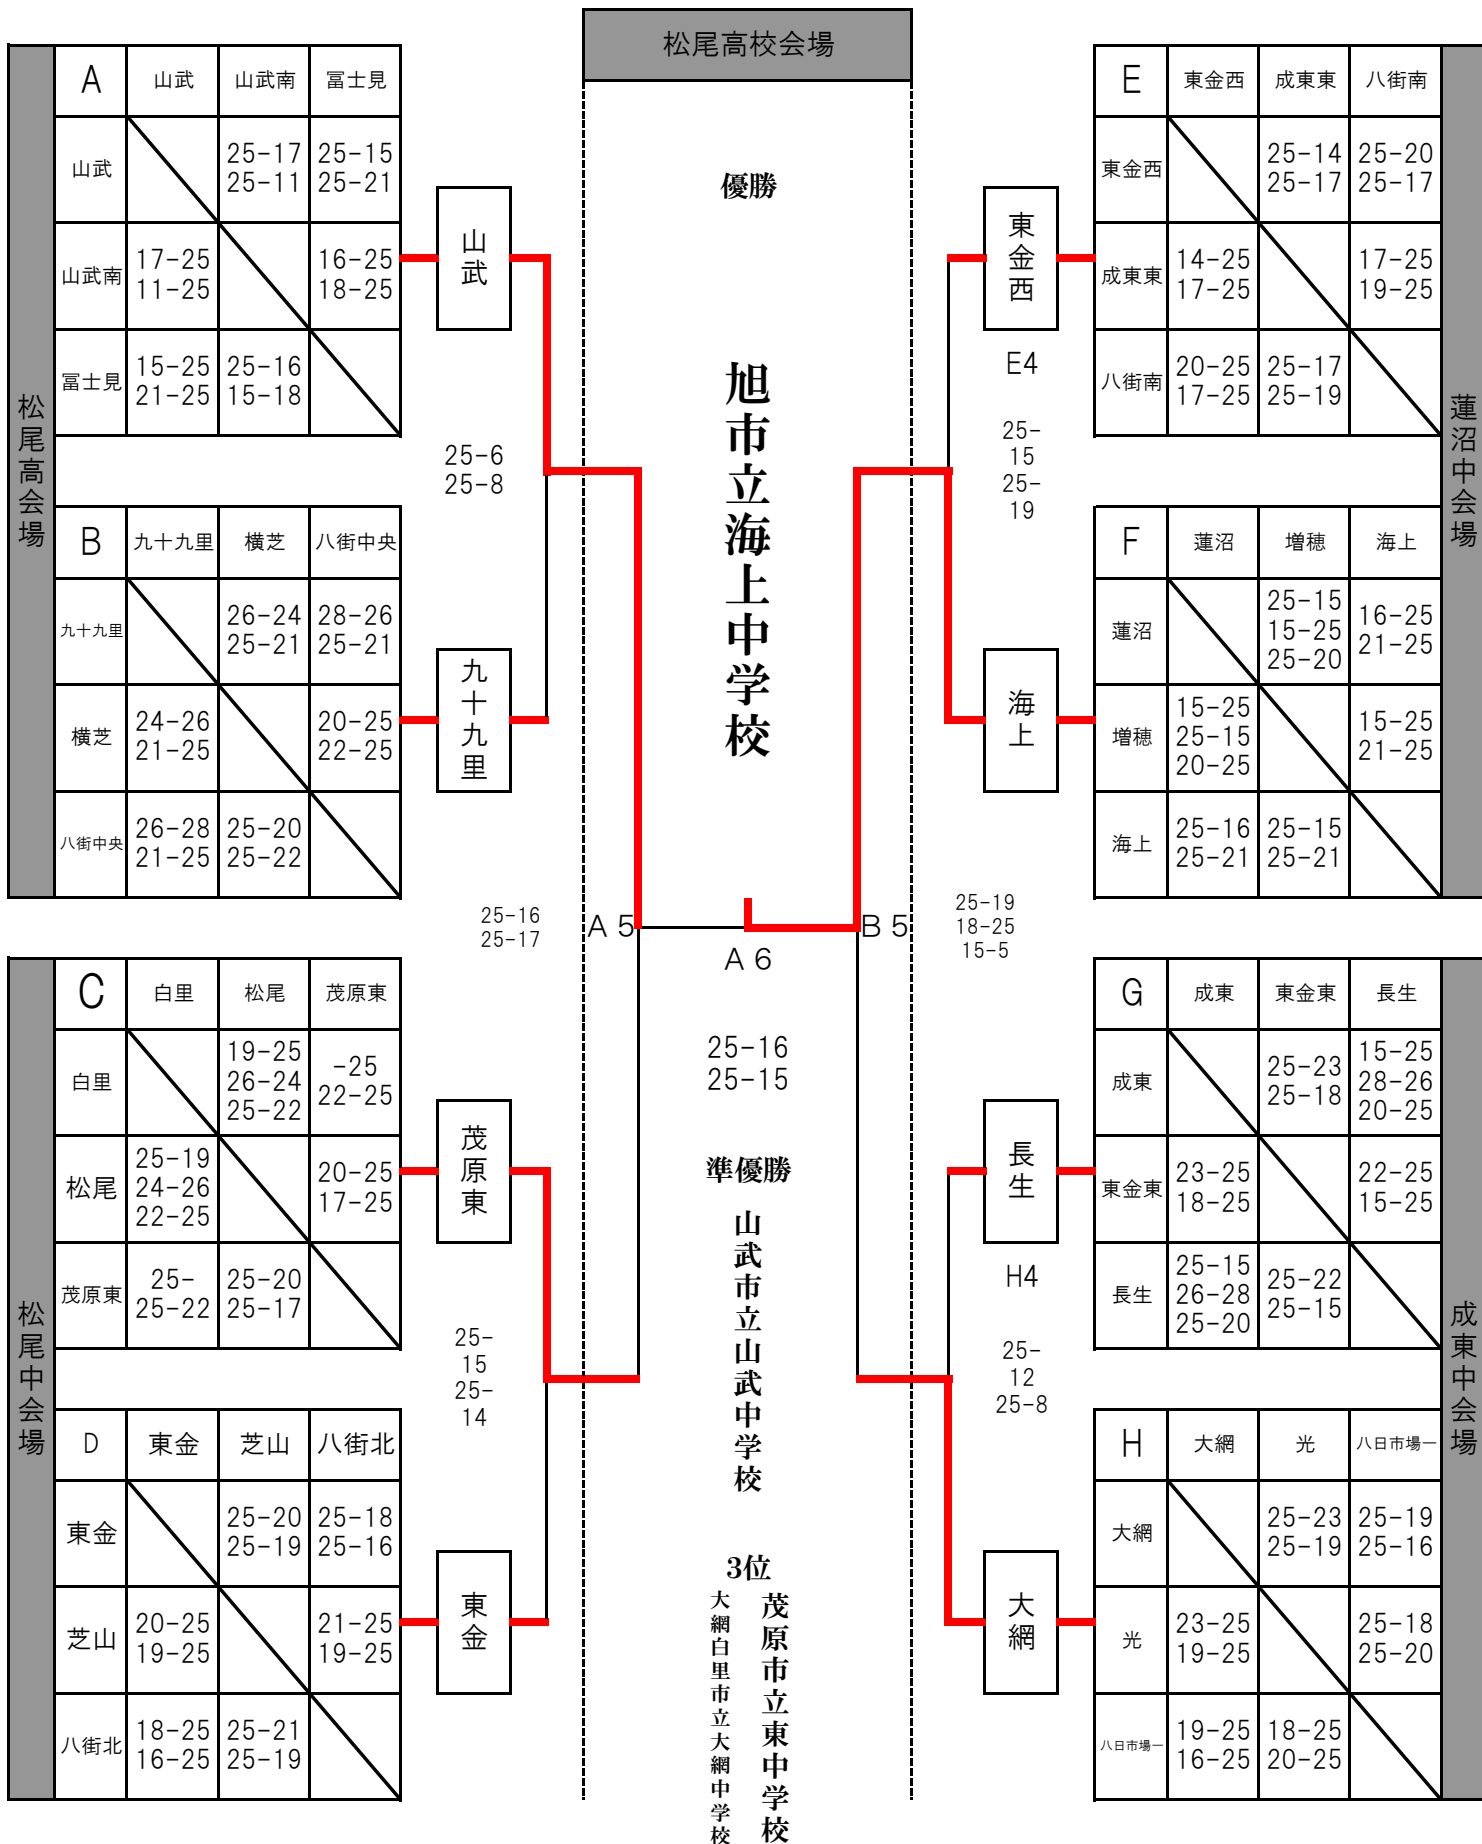 松尾高校会場
松尾高会場
A 山武 山武南 冨士見
山武 25-17 25-15
25-11 25-21
山武南 17-25 16-25
11-25 18-25
冨士見 15-25 25-16
21-25 15-18
B 九十九里 横芝 八街中央
九十九里 26-24 28-26
25-21 25-21
横芝 24-26 20-25
21-25 22-25
八街中央 26-28 25-20
21-25 25-22
山武
25-6
25-8
九十九里
松尾中会場
C 白里 松尾 茂原東
白里 19-25 -25
26-24 22-25
25-22
松尾 25-19 20-25
24-26 17-25
22-25
茂原東 25- 25-20
25-22 25-17
D 東金 芝山 八街北
東金 25-20 25-18
25-19 25-16
芝山 20-25 21-25
19-25 19-25
八街北 18-25 25-21
16-25 25-19
茂原東
25-
15
25-
14
東金
25-16
25-17
A 5
優勝
旭市立海上中学校
A 6
25-16
25-15
準優勝
山武市立山武中学校
3位
茂原市立東中学校
大網白里市立大網中学校
B 5
25-19
18-25
15-5
東金西
E4
25-
15
25-
19
海上
蓮沼中会場
E 東金西 成東東 八街南
東金西 25-14 25-20
25-17 25-17
成東東 14-25 17-25
17-25 19-25
八街南 20-25 25-17
17-25 25-19
F 蓮沼 増穂 海上
蓮沼 25-15 16-25
15-25 21-25
25-20
増穂 15-25 15-25
25-15 21-25
20-25
海上 25-16 25-15
25-21 25-21
長生
H4
25-
12
25-8
大網
成東中会場
G 成東 東金東 長生
成東 25-23 15-25
25-18 28-26
20-25
東金東 23-25 22-25
18-25 15-25
長生 25-15 25-22
26-28 25-15
25-20
H 大網 光 八日市場一
大網 25-23 25-19
25-19 25-16
光 23-25 25-18
19-25 25-20
八日市場一 19-25 18-25
16-25 20-25